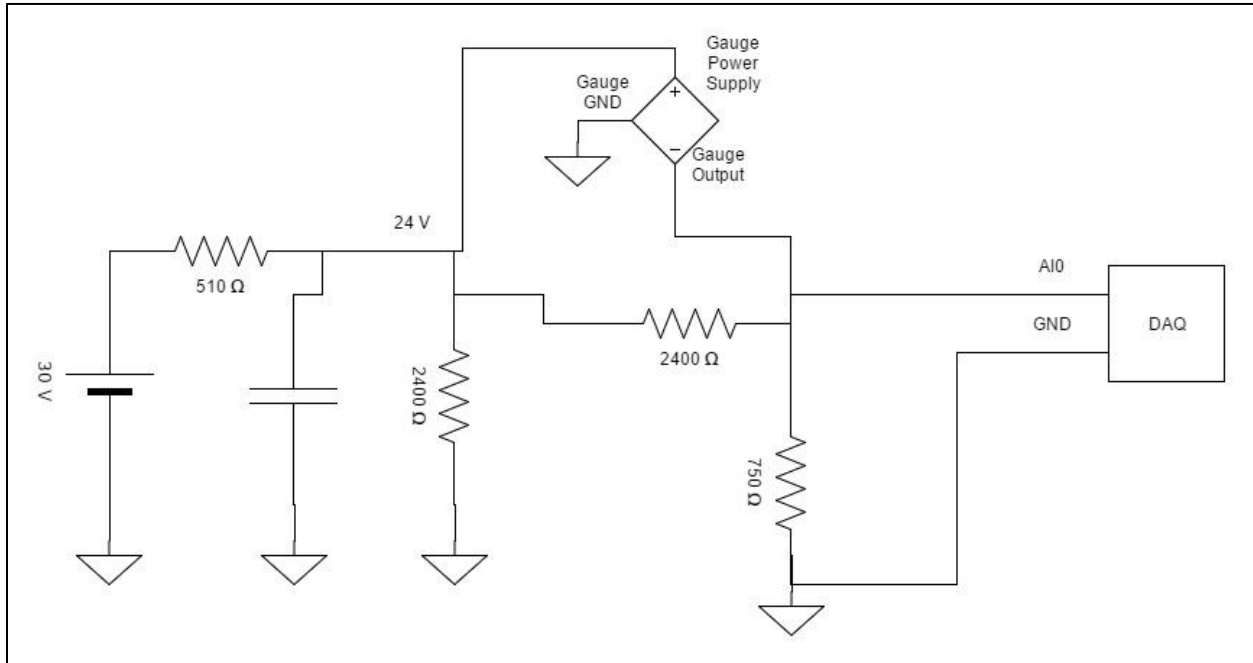 Gauge
Power
Supply
Gauge
GND
+
−
Gauge
Output
24 V
510 Ω
30 V
2400 Ω
2400 Ω
750 Ω
AI0
GND
DAQ